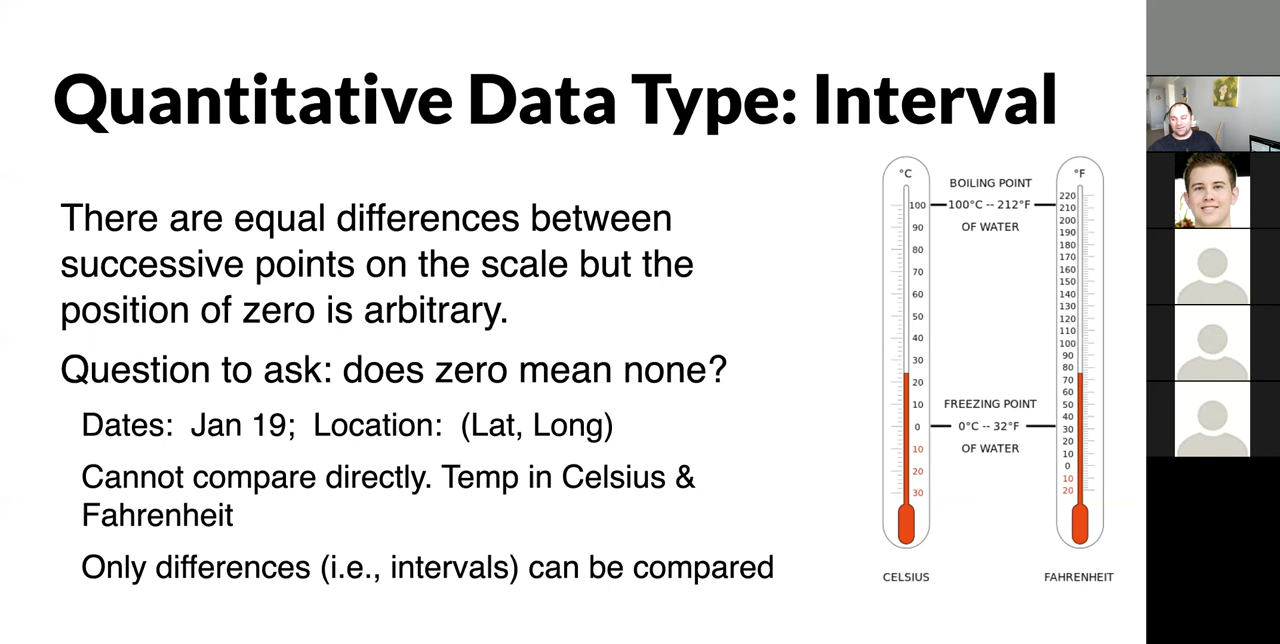 Quantitative Data Type: Interval
There are equal differences between
successive points on the scale but the
position of zero is arbitrary.
Question to ask: does zero mean none?
Dates:  Jan 19;  Location:  (Lat, Long)
Cannot compare directly. Temp in Celsius &
Fahrenheit
Only differences (i.e., intervals) can be compared
°C
100
90
80
70
60
50
40
30
20
10
0
10
20
30
CELSIUS
BOILING POINT
100°C -- 212°F
OF WATER
FREEZING POINT
0°C -- 32°F
OF WATER
°F
220
210
200
190
180
170
160
150
140
130
120
110
100
90
80
70
60
50
40
30
20
10
0
10
20
FAHRENHEIT